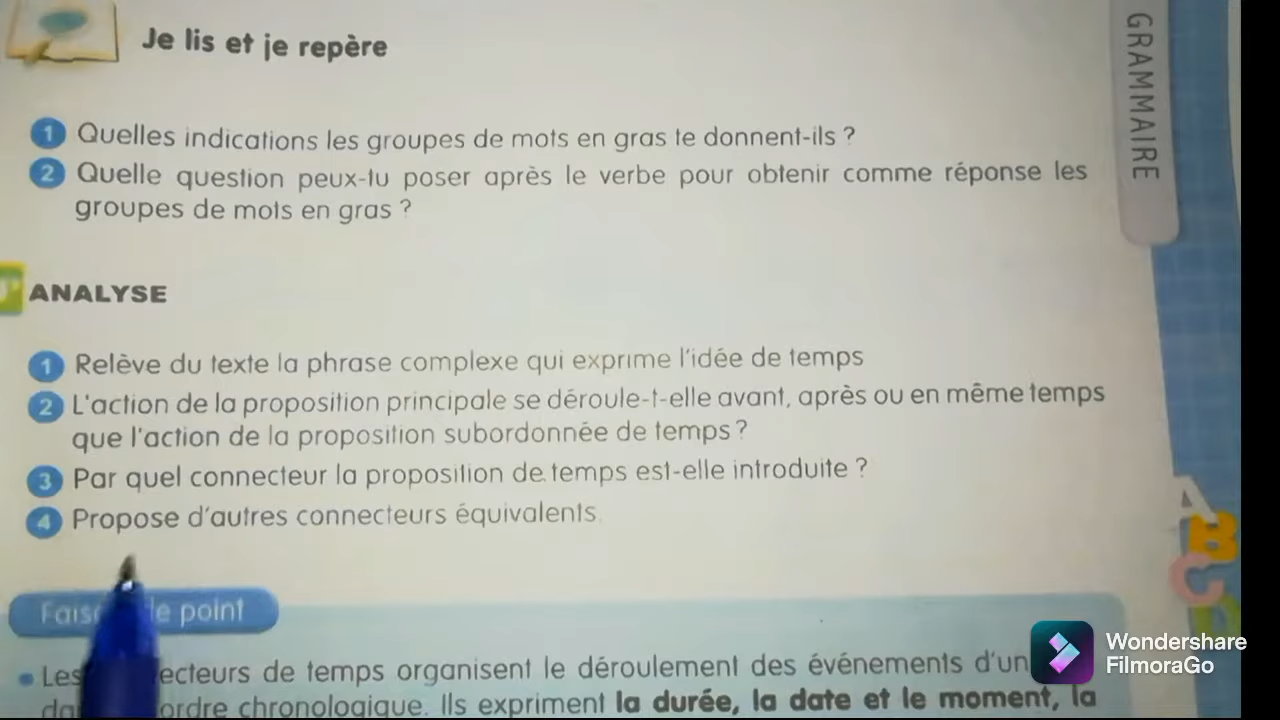 Je lis et je repère
GRAMMAIRE
1 Quelles indications les groupes de mots en gras te donnent-ils ?
2 Quelle question peux-tu poser après le verbe pour obtenir comme réponse les
groupes de mots en gras ?
ANALYSE
1 Relève du texte la phrase complexe qui exprime l'idée de temps
2 L'action de la proposition principale se déroule-t-elle avant, après ou en même temps
que l'action de la proposition subordonnée de temps ?
3 Par quel connecteur la proposition de temps est-elle introduite ?
4 Propose d'autres connecteurs équivalents.
le point
Les de temps organisent le déroulement des événements d'un
ordre chronologique. Ils expriment la durée, la date et le moment, la
A
B
C
D
Wondershare
FilmoraGo